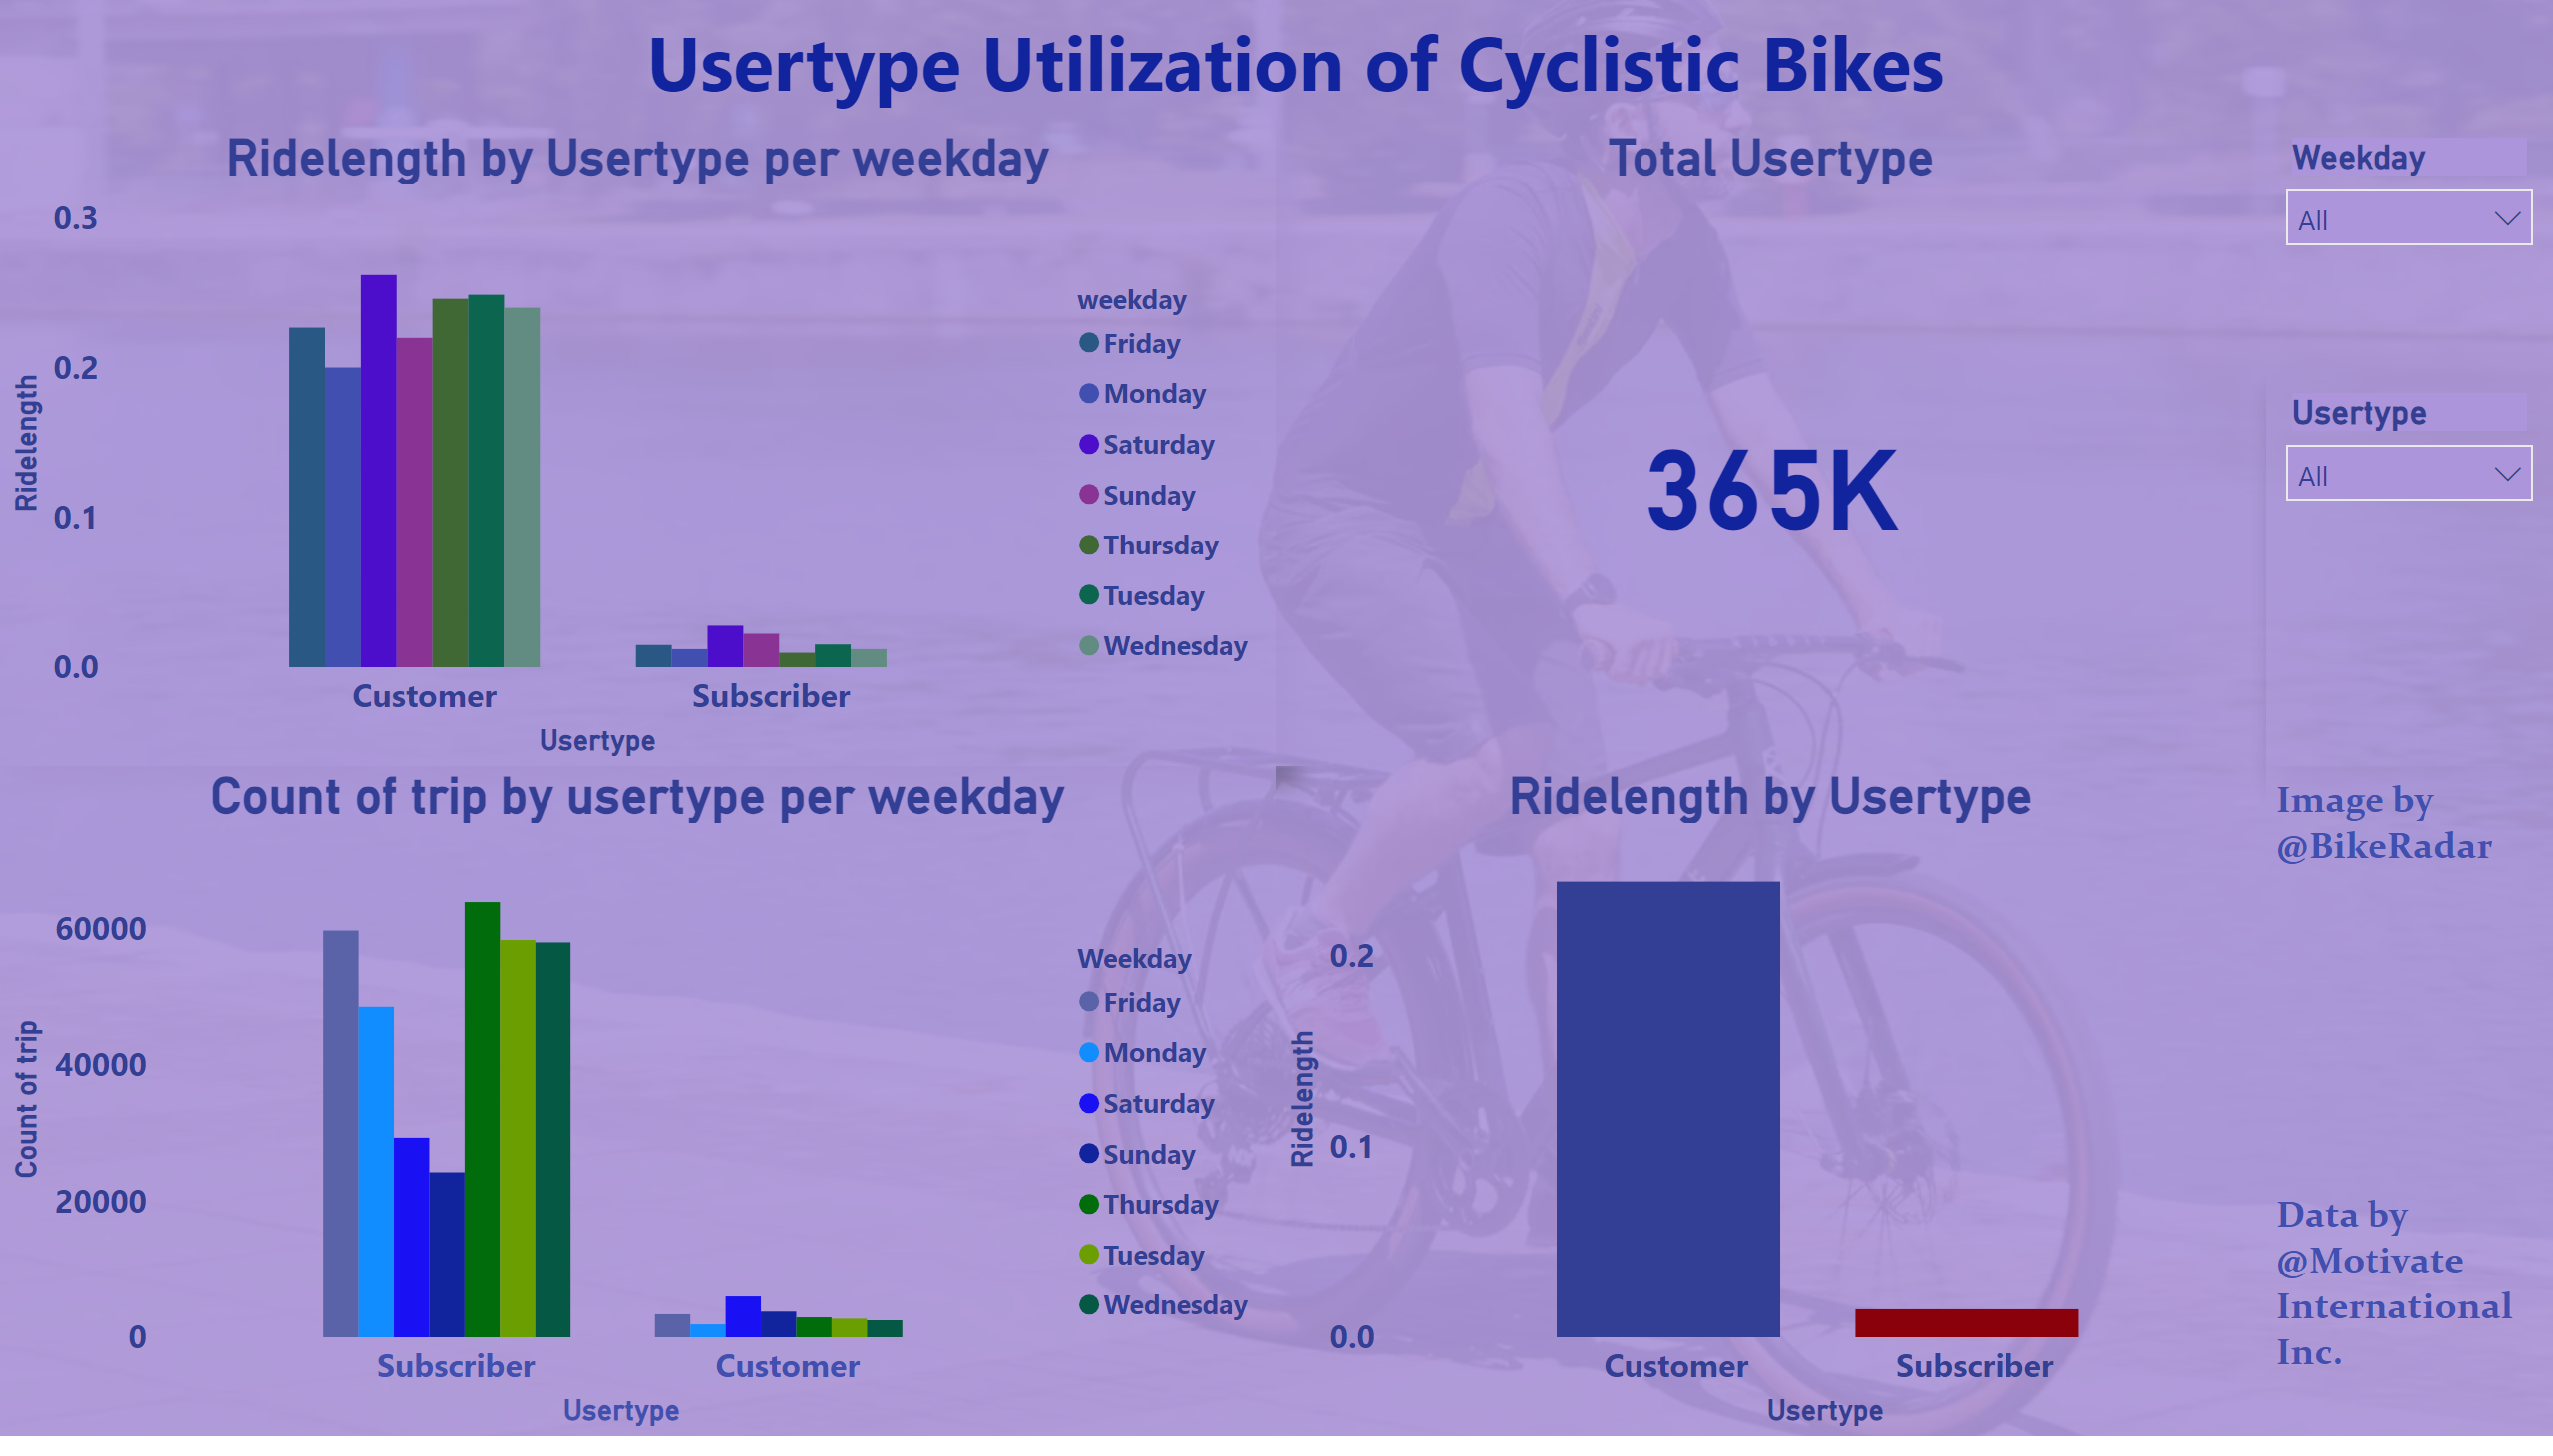 Usertype Utilization of Cyclistic Bikes
Ridelength by Usertype per weekday
0.3
0.2
0.1
0.0
Ridelength
Customer
Subscriber
Usertype
weekday
Friday
Monday
Saturday
Sunday
Thursday
Tuesday
Wednesday
Total Usertype
365K
Weekday
All
Usertype
All
Count of trip by usertype per weekday
60000
40000
20000
0
Count of trip
Subscriber
Customer
Usertype
Weekday
Friday
Monday
Saturday
Sunday
Thursday
Tuesday
Wednesday
Ridelength by Usertype
0.2
0.1
0.0
Ridelength
Customer
Subscriber
Usertype
Image by
@BikeRadar
Data by
@Motivate
International
Inc.